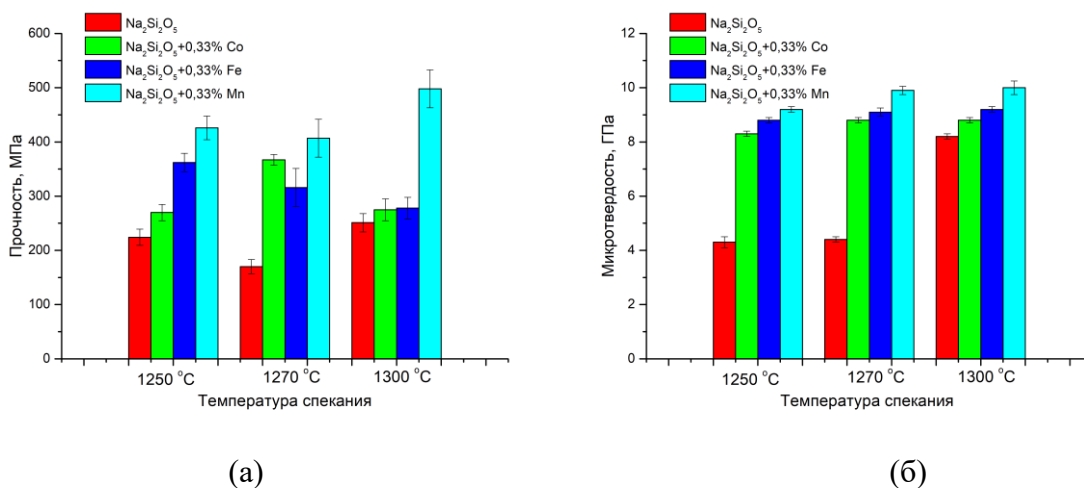 Na₂Si₂O₅
Na₂Si₂O₅+0,33% Co
Na₂Si₂O₅+0,33% Fe
Na₂Si₂O₅+0,33% Mn
600
500
400
300
200
100
0
Прочность, МПа
1250 °C 1270 °C 1300 °C
Температура спекания
(а)
Na₂Si₂O₅
Na₂Si₂O₅+0,33% Co
Na₂Si₂O₅+0,33% Fe
Na₂Si₂O₅+0,33% Mn
12
10
8
6
4
2
0
Микротвердость, ГПа
1250 °C 1270 °C 1300 °C
Температура спекания
(б)